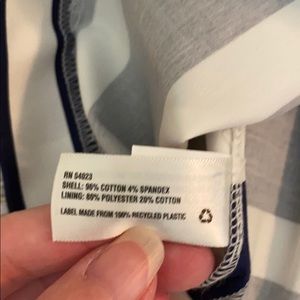 RN 54023
SHELL: 96% COTTON 4% SPANDEX
LINING: 80% POLYESTER 20% COTTON
LABEL MADE FROM 100% RECYCLED PLASTIC